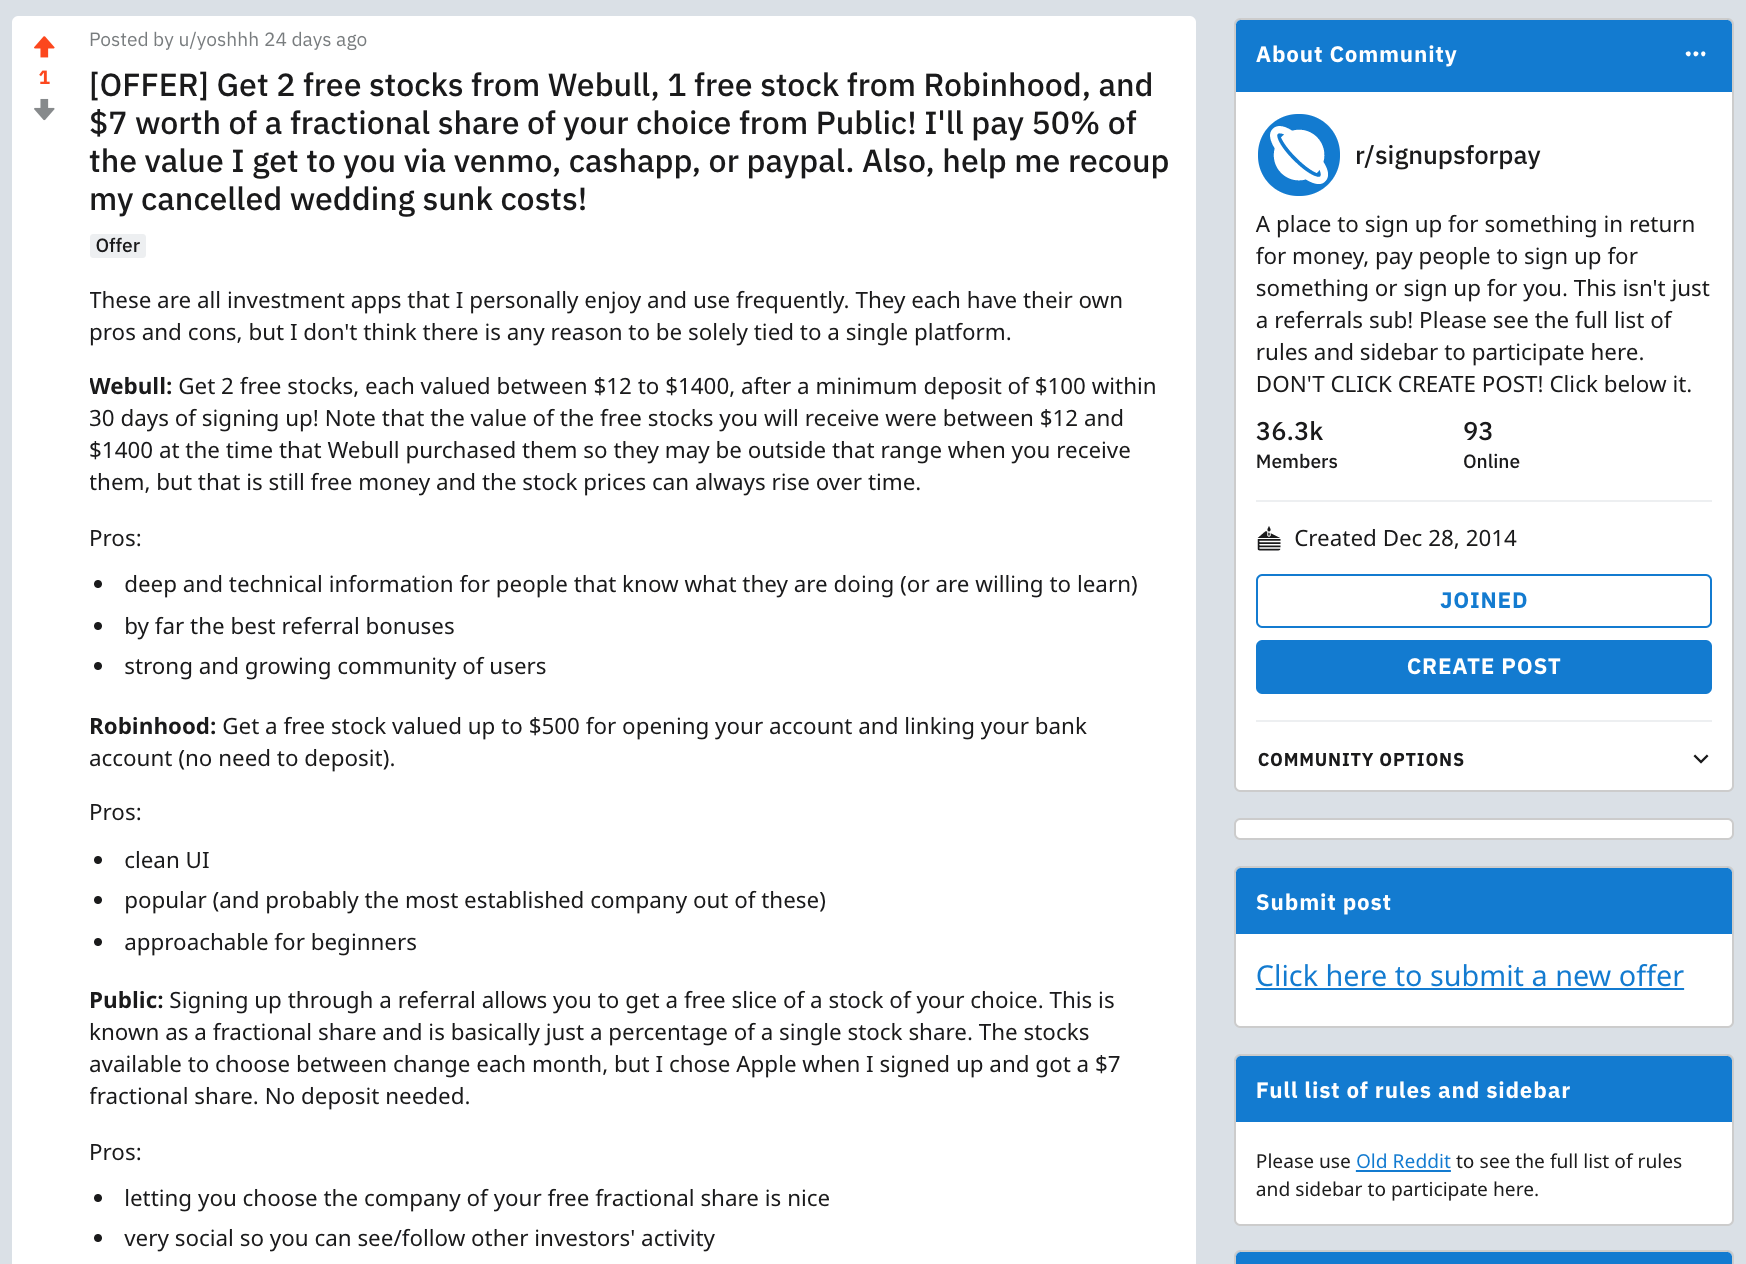 Posted by u/yoshhh 24 days ago
1
[OFFER] Get 2 free stocks from Webull, 1 free stock from Robinhood, and
$7 worth of a fractional share of your choice from Public! I'll pay 50% of
the value I get to you via venmo, cashapp, or paypal. Also, help me recoup
my cancelled wedding sunk costs!
Offer
These are all investment apps that I personally enjoy and use frequently. They each have their own
pros and cons, but I don't think there is any reason to be solely tied to a single platform.
Webull: Get 2 free stocks, each valued between $12 to $1400, after a minimum deposit of $100 within
30 days of signing up! Note that the value of the free stocks you will receive were between $12 and
$1400 at the time that Webull purchased them so they may be outside that range when you receive
them, but that is still free money and the stock prices can always rise over time.
Pros:
• deep and technical information for people that know what they are doing (or are willing to learn)
• by far the best referral bonuses
• strong and growing community of users
Robinhood: Get a free stock valued up to $500 for opening your account and linking your bank
account (no need to deposit).
Pros:
• clean UI
• popular (and probably the most established company out of these)
• approachable for beginners
Public: Signing up through a referral allows you to get a free slice of a stock of your choice. This is
known as a fractional share and is basically just a percentage of a single stock share. The stocks
available to choose between change each month, but I chose Apple when I signed up and got a $7
fractional share. No deposit needed.
Pros:
• letting you choose the company of your free fractional share is nice
• very social so you can see/follow other investors' activity
About Community
r/signupsforpay
A place to sign up for something in return
for money, pay people to sign up for
something or sign up for you. This isn't just
a referrals sub! Please see the full list of
rules and sidebar to participate here.
DON'T CLICK CREATE POST! Click below it.
36.3k 93
Members Online
Created Dec 28, 2014
JOINED
CREATE POST
COMMUNITY OPTIONS
Submit post
Click here to submit a new offer
Full list of rules and sidebar
Please use Old Reddit to see the full list of rules
and sidebar to participate here.